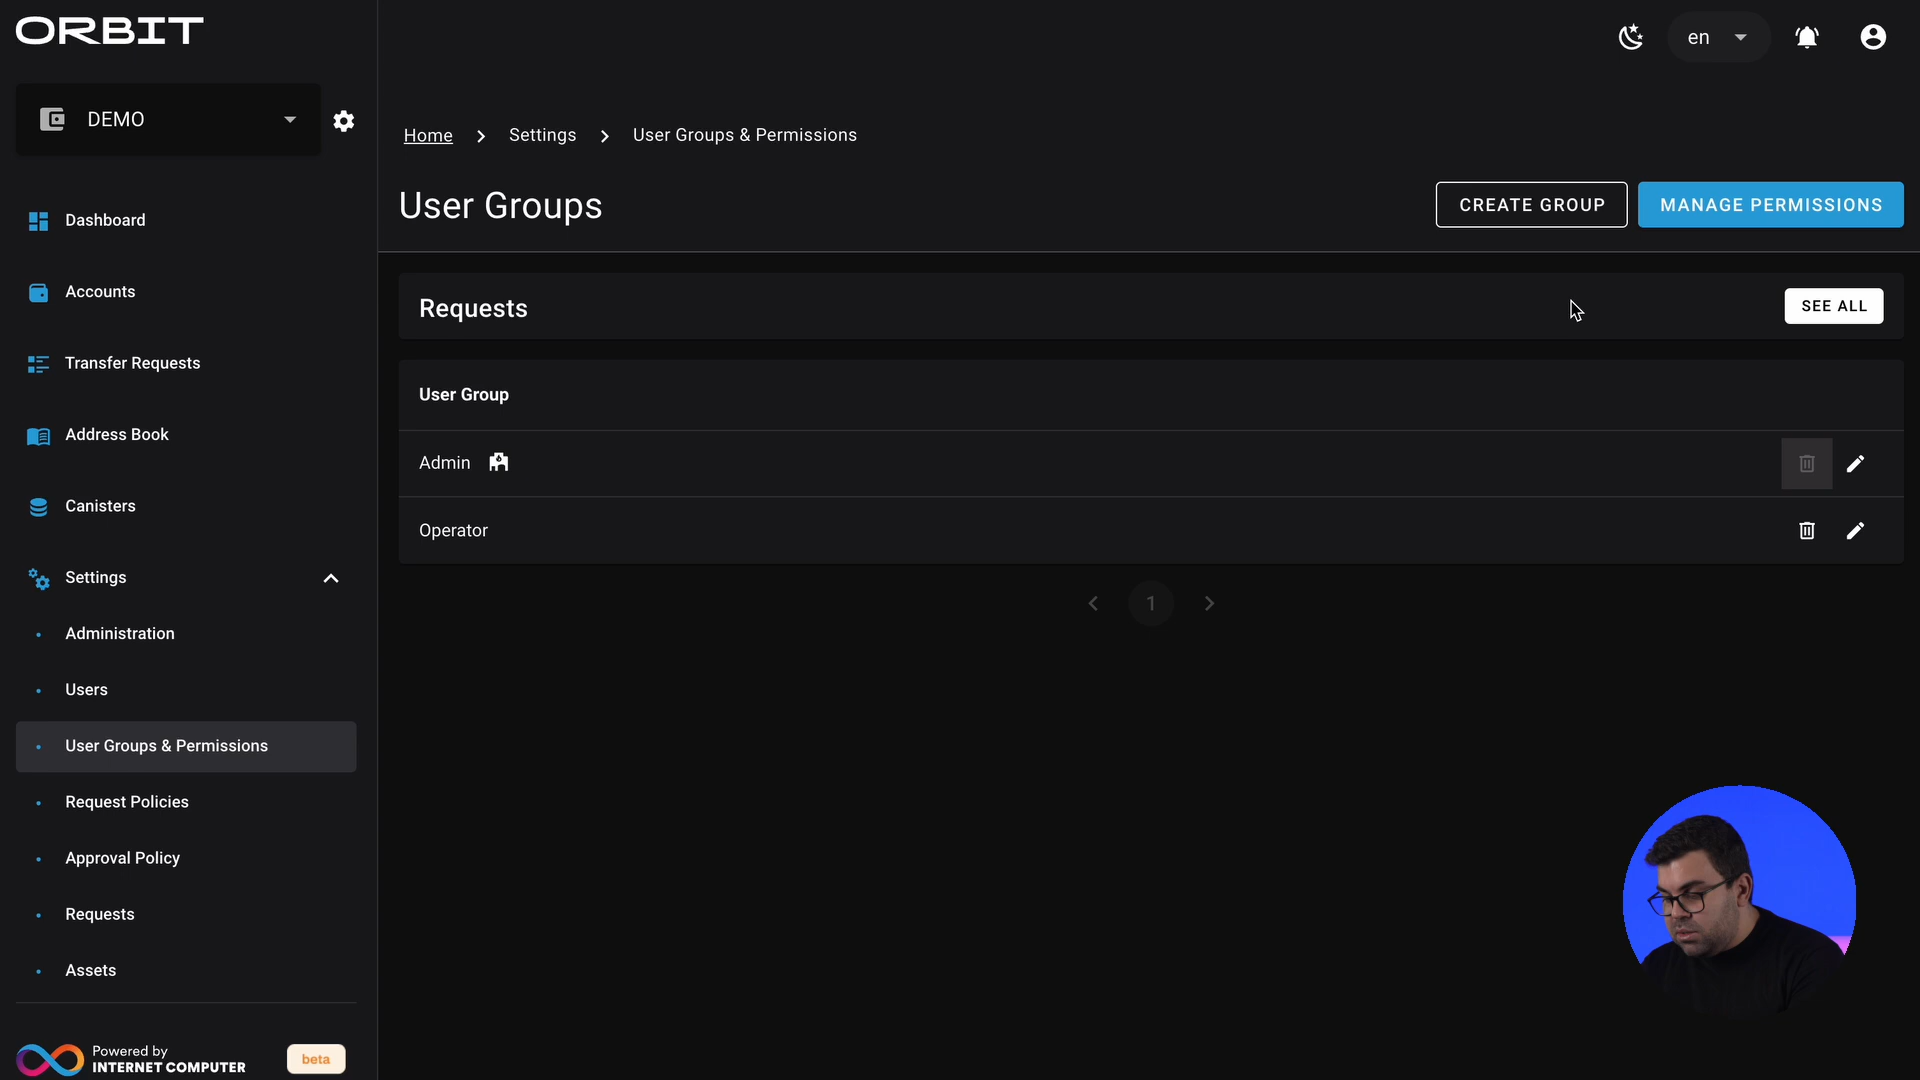 ORBIT
en
DEMO
Home
Settings
User Groups & Permissions
Dashboard
Accounts
Transfer Requests
Address Book
Canisters
Settings
Administration
Users
User Groups & Permissions
Request Policies
Approval Policy
Requests
Assets
Powered by
INTERNET COMPUTER
beta
User Groups
CREATE GROUP
MANAGE PERMISSIONS
Requests
SEE ALL
User Group
Admin
Operator
1